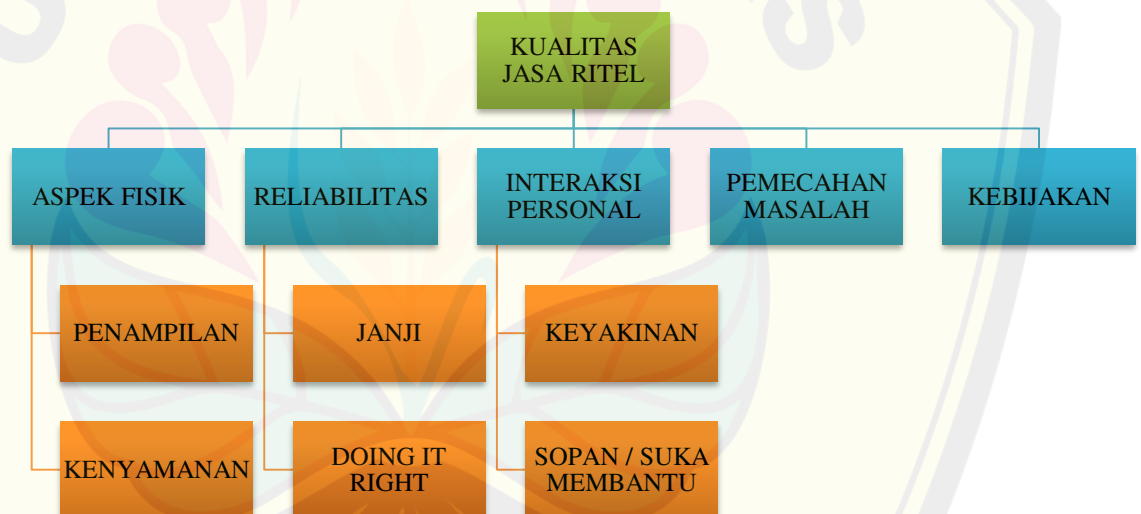 KUALITAS
JASA RITEL
ASPEK FISIK
RELIABILITAS
INTERAKSI
PERSONAL
PEMECAHAN
MASALAH
KEBIJAKAN
PENAMPILAN
JANJI
KEYAKINAN
KENYAMANAN
DOING IT
RIGHT
SOPAN / SUKA
MEMBANTU